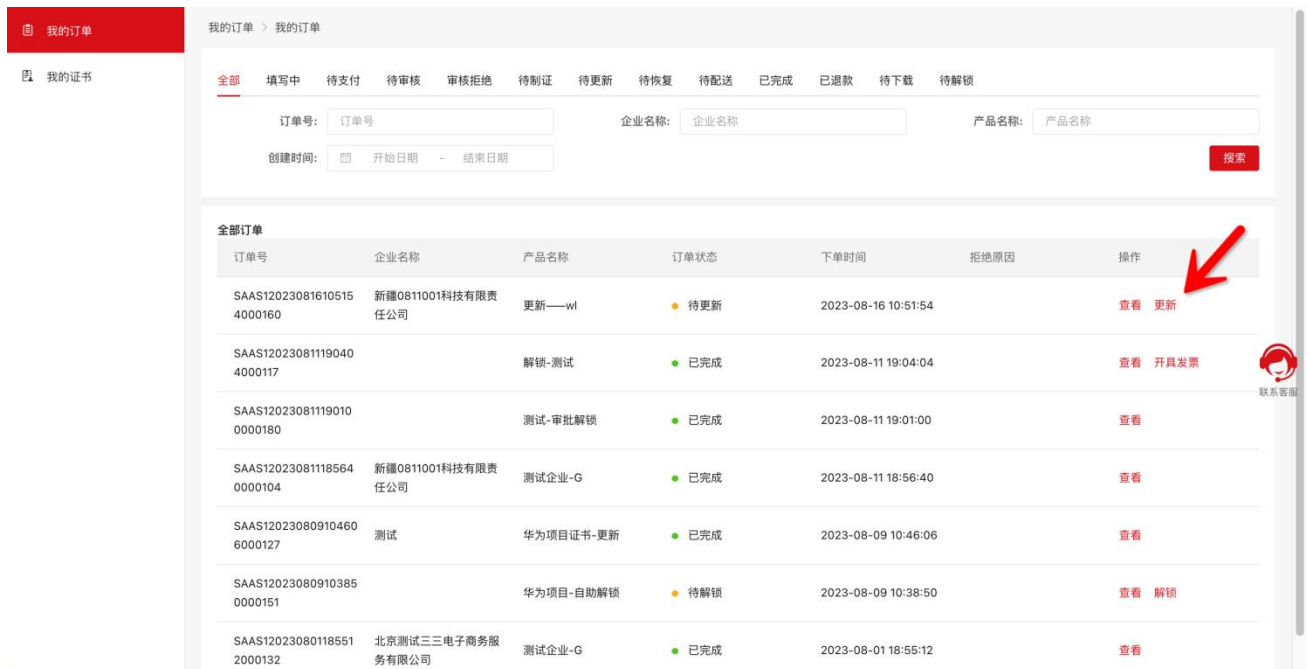 我的订单
我的证书
我的订单 > 我的订单
全部 填写中 待支付 待审核 审核拒绝 待制证 待更新 待恢复 待配送 已完成 已退款 待下载 待解锁
订单号: 订单号 企业名称: 企业名称 产品名称: 产品名称
创建时间: 开始日期 - 结束日期 搜索
全部订单
订单号 企业名称 产品名称 订单状态 下单时间 拒绝原因 操作
SAAS12023081610515 新疆0811001科技有限责
4000160 任公司 更新——wl 待更新 2023-08-16 10:51:54 查看 更新
SAAS12023081119040
4000117 解锁-测试 已完成 2023-08-11 19:04:04 查看 开具发票
联系客服
SAAS12023081119010
0000180 测试-审批解锁 已完成 2023-08-11 19:01:00 查看
SAAS12023081118564 新疆0811001科技有限责
0000104 任公司 测试企业-G 已完成 2023-08-11 18:56:40 查看
SAAS12023080910460
6000127 测试 华为项目证书-更新 已完成 2023-08-09 10:46:06 查看
SAAS12023080910385
0000151 华为项目-自助解锁 待解锁 2023-08-09 10:38:50 查看 解锁
SAAS12023080118551 北京测试三三电子商务服
2000132 务有限公司 测试企业-G 已完成 2023-08-01 18:55:12 查看